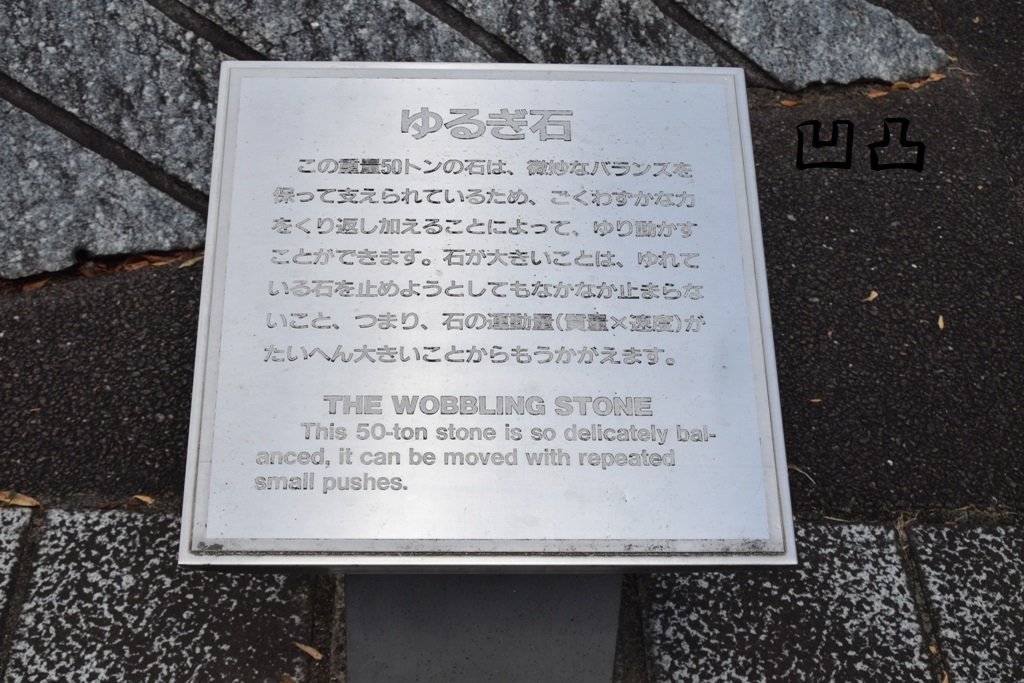 ゆるぎ石
凹凸
この重量50トンの石は、微妙なバランスを
保って支えられているため、ごくわずかな力
をくり返し加えることによって、ゆり動かす
ことができます。石が大きいことは、ゆれて
いる石を止めようとしてもなかなか止まらな
いこと、つまり、石の運動量(質量×速度)が
たいへん大きいことからもうかがえます。
THE WOBBLING STONE
This 50-ton stone is so delicately bal-
anced, it can be moved with repeated
small pushes.